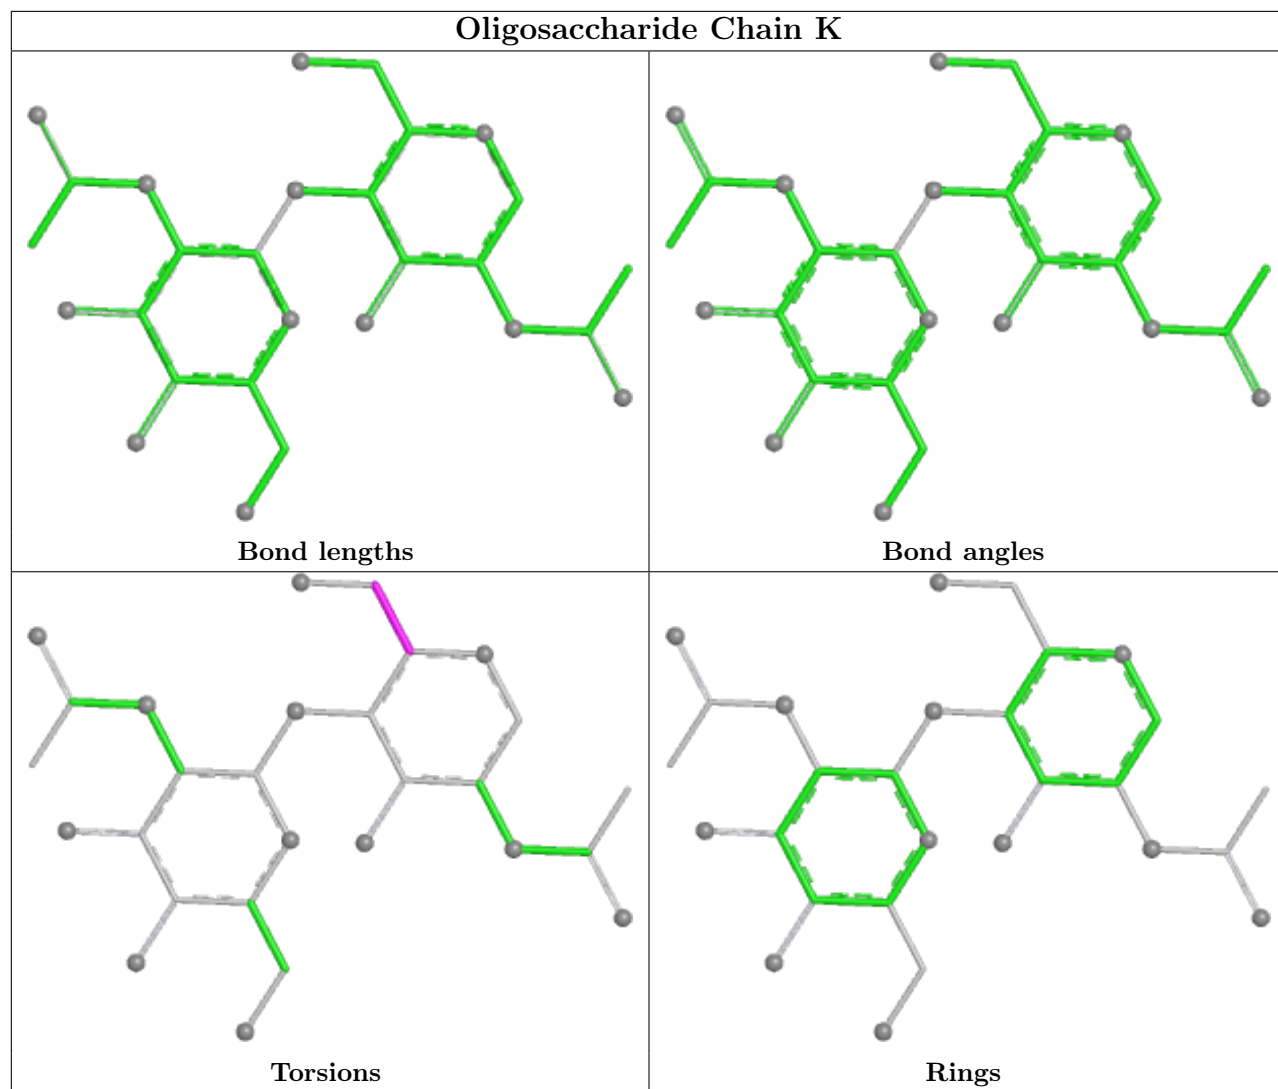 Oligosaccharide Chain K
Bond lengths
Bond angles
Torsions
Rings